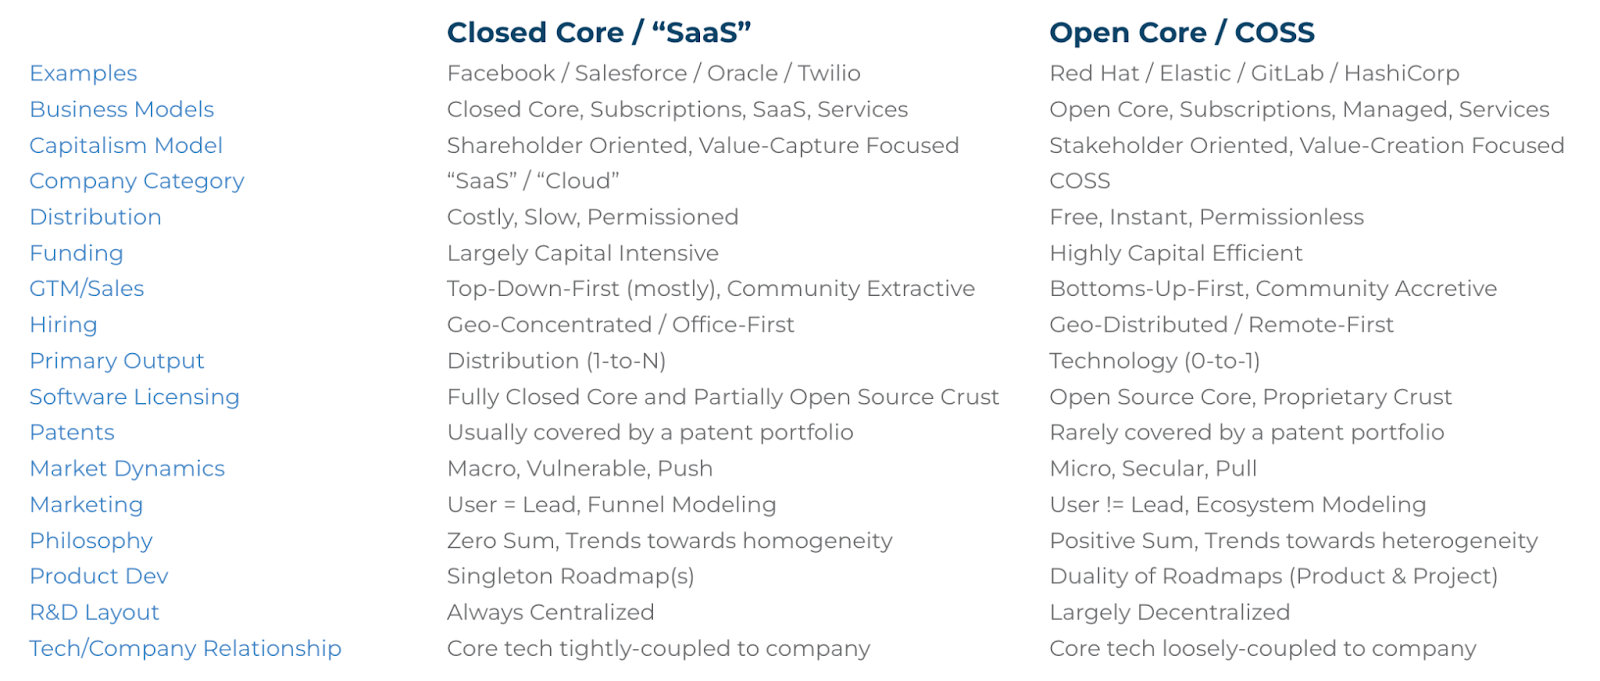 Closed Core / “SaaS” Open Core / COSS
Examples Facebook / Salesforce / Oracle / Twilio Red Hat / Elastic / GitLab / HashiCorp
Business Models Closed Core, Subscriptions, SaaS, Services Open Core, Subscriptions, Managed, Services
Capitalism Model Shareholder Oriented, Value-Capture Focused Stakeholder Oriented, Value-Creation Focused
Company Category “SaaS” / “Cloud” COSS
Distribution Costly, Slow, Permissioned Free, Instant, Permissionless
Funding Largely Capital Intensive Highly Capital Efficient
GTM/Sales Top-Down-First (mostly), Community Extractive Bottoms-Up-First, Community Accretive
Hiring Geo-Concentrated / Office-First Geo-Distributed / Remote-First
Primary Output Distribution (1-to-N) Technology (0-to-1)
Software Licensing Fully Closed Core and Partially Open Source Crust Open Source Core, Proprietary Crust
Patents Usually covered by a patent portfolio Rarely covered by a patent portfolio
Market Dynamics Macro, Vulnerable, Push Micro, Secular, Pull
Marketing User = Lead, Funnel Modeling User != Lead, Ecosystem Modeling
Philosophy Zero Sum, Trends towards homogeneity Positive Sum, Trends towards heterogeneity
Product Dev Singleton Roadmap(s) Duality of Roadmaps (Product & Project)
R&D Layout Always Centralized Largely Decentralized
Tech/Company Relationship Core tech tightly-coupled to company Core tech loosely-coupled to company